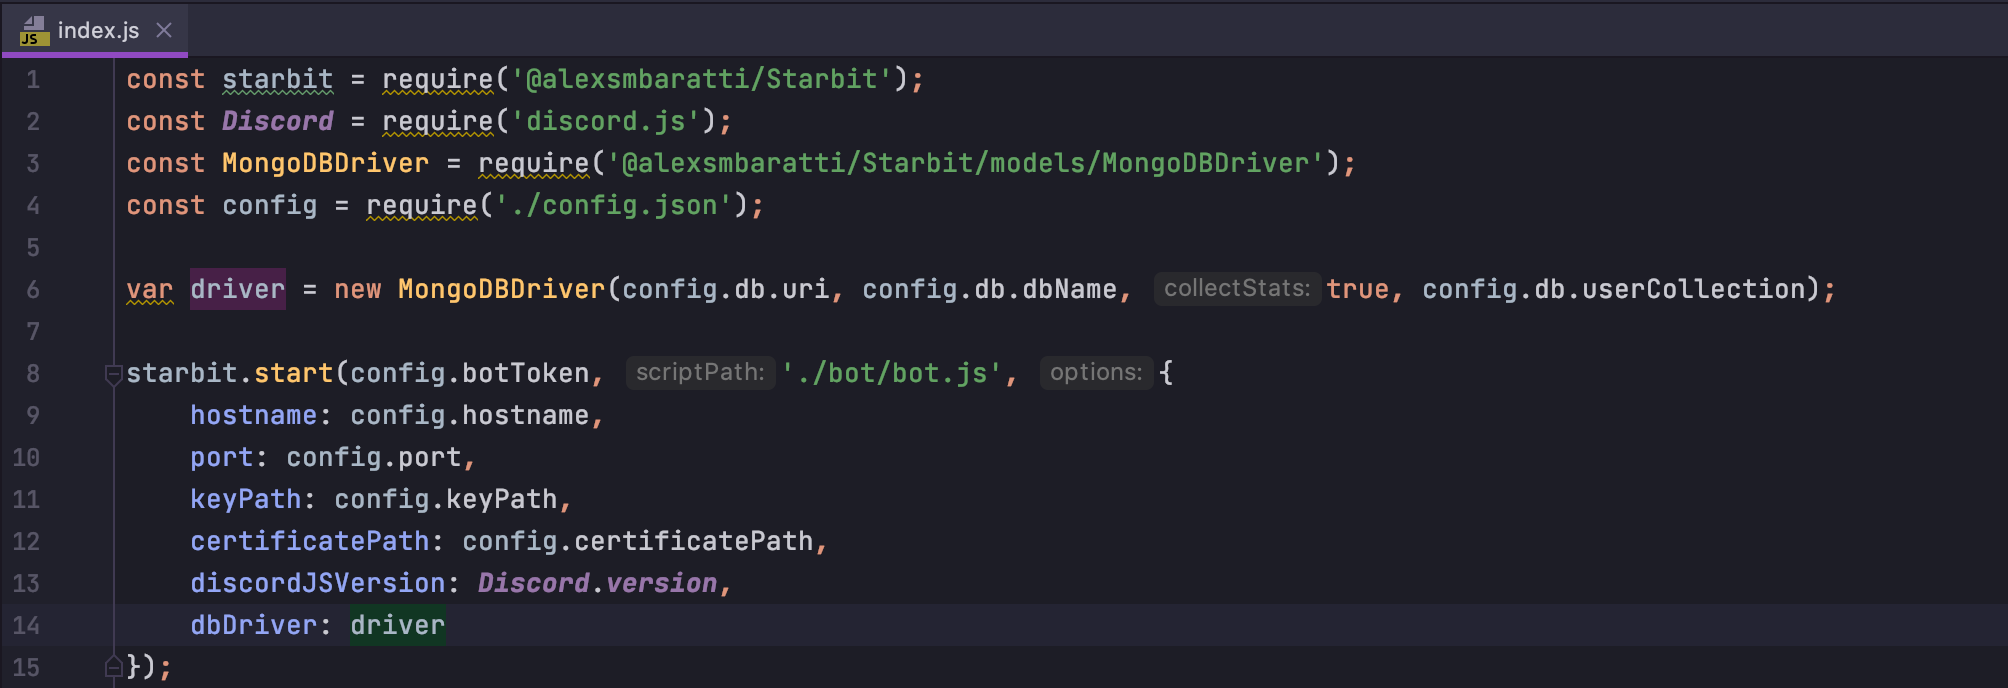 JS index.js
1 const starbit = require('@alexsmbaratti/Starbit');
2 const Discord = require('discord.js');
3 const MongoDBDriver = require('@alexsmbaratti/Starbit/models/MongoDBDriver');
4 const config = require('./config.json');
5
6 var driver = new MongoDBDriver(config.db.uri, config.db.dbName, collectStats: true, config.db.userCollection);
7
8 starbit.start(config.botToken, scriptPath: './bot/bot.js', options: {
9 hostname: config.hostname,
10 port: config.port,
11 keyPath: config.keyPath,
12 certificatePath: config.certificatePath,
13 discordJSVersion: Discord.version,
14 dbDriver: driver
15 });